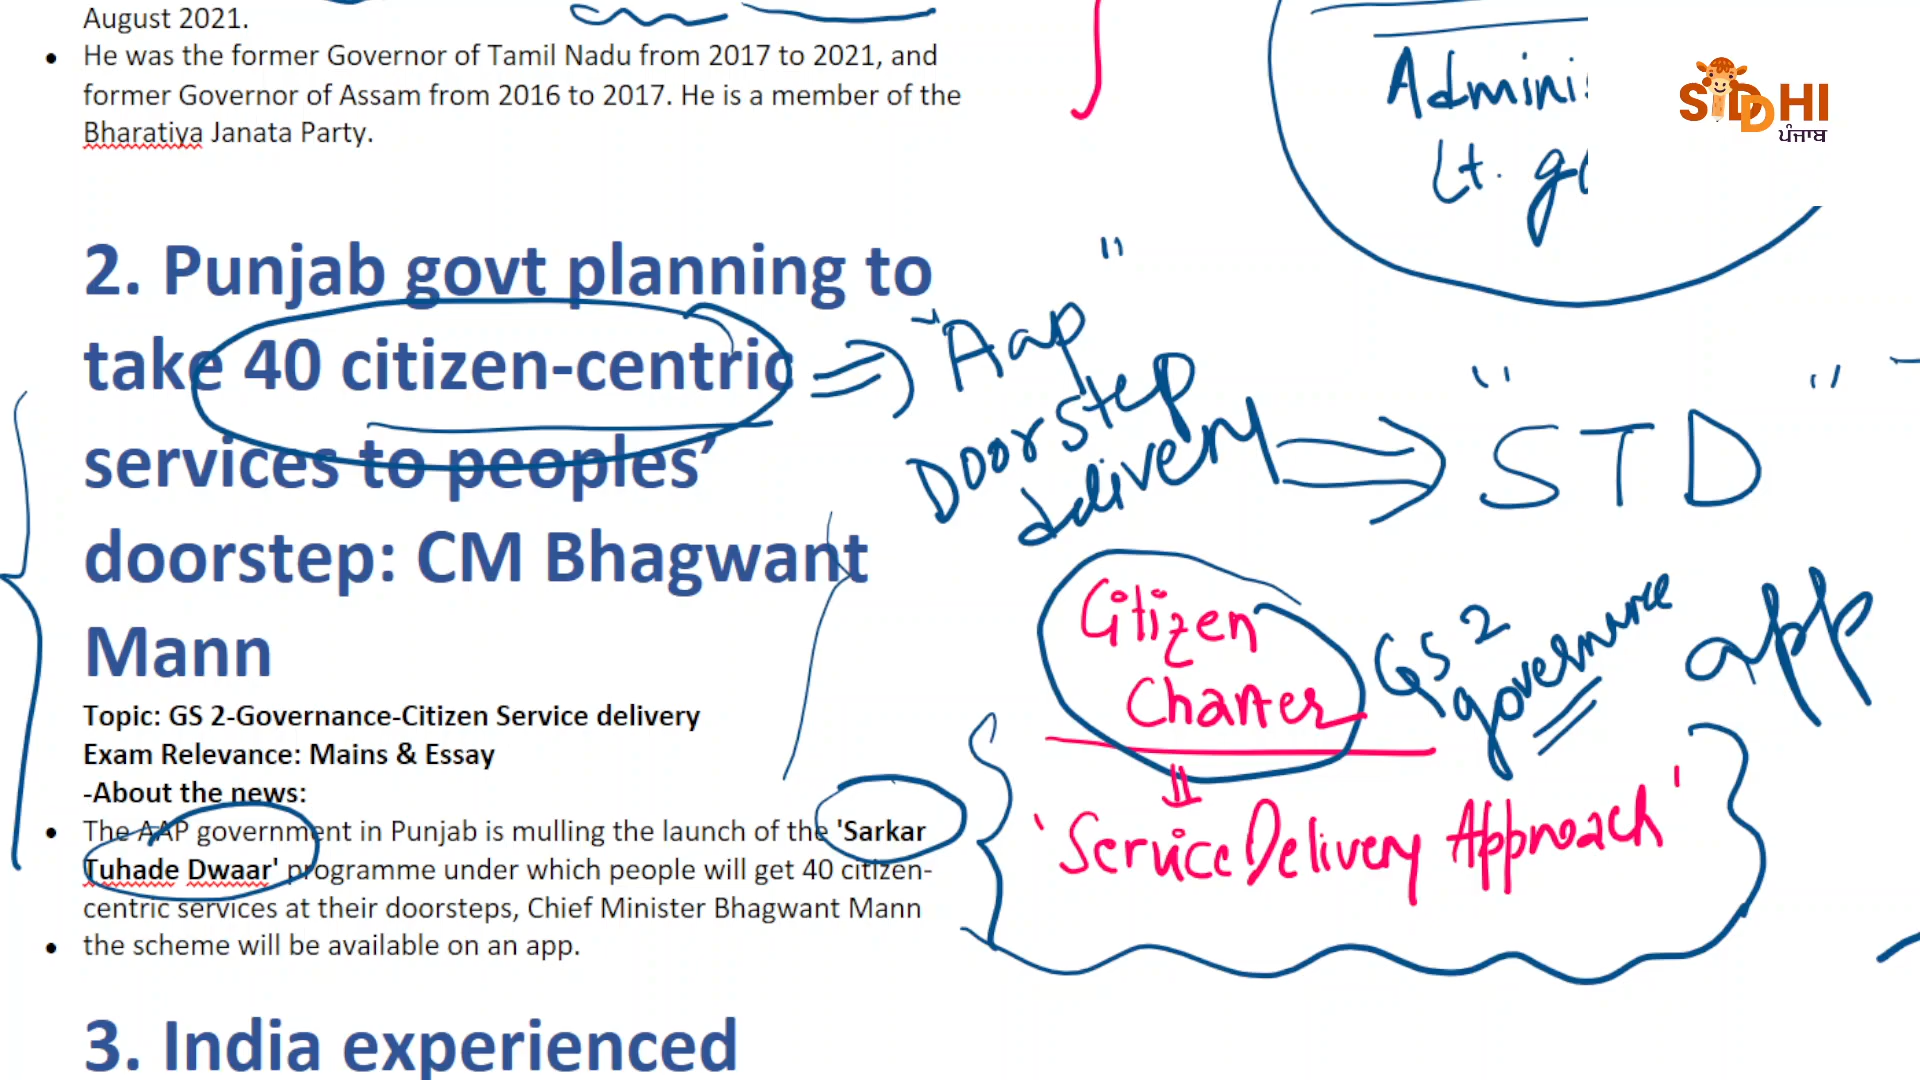 August 2021.
He was the former Governor of Tamil Nadu from 2017 to 2021, and
former Governor of Assam from 2016 to 2017. He is a member of the
Bharatiya Janata Party.
Adminis
Lt. go
SIDDHI
ਪੰਜਾਬ
2. Punjab govt planning to
take 40 citizen-centric
services to peoples’
doorstep: CM Bhagwant
Mann
"Aap"
Doorstep
delivery
"STD"
app
Citizen
Charter
GS 2
governance
'Service Delivery Approach'
Topic: GS 2-Governance-Citizen Service delivery
Exam Relevance: Mains & Essay
-About the news:
The AAP government in Punjab is mulling the launch of the 'Sarkar
Tuhade Dwaar' programme under which people will get 40 citizen-
centric services at their doorsteps, Chief Minister Bhagwant Mann
the scheme will be available on an app.
3. India experienced